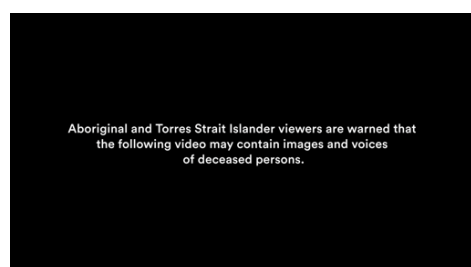 Aboriginal and Torres Strait Islander viewers are warned that
the following video may contain images and voices
of deceased persons.